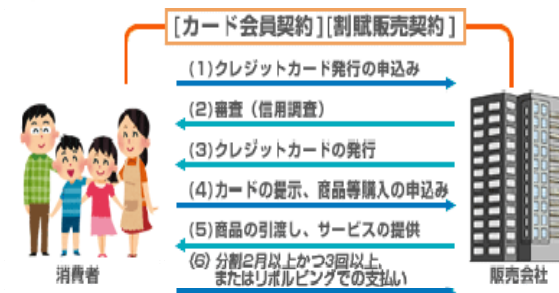 [カード会員契約][割賦販売契約]
(1)クレジットカード発行の申込み
(2)審査（信用調査）
(3)クレジットカードの発行
(4)カードの提示、商品等購入の申込み
(5)商品の引渡し、サービスの提供
(6)分割2月以上かつ3回以上、
またはリボルビングでの支払い
消費者
販売会社